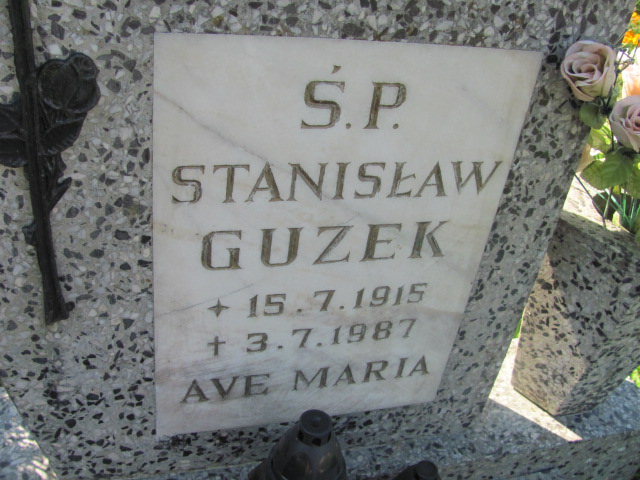 Ś.P.
STANISŁAW
GUZEK
✦ 15.7.1915
✝ 3.7.1987
AVE MARIA